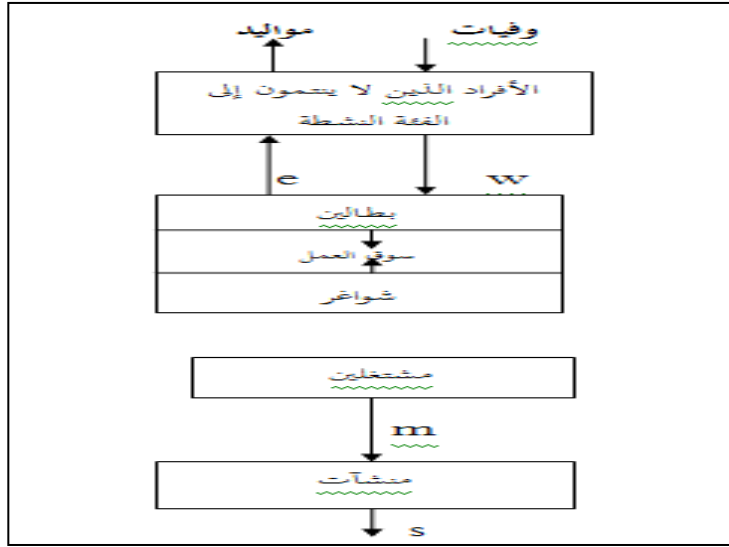 وفيات مواليد
الأفراد الذين لا ينتمون إلى
الفئة النشطة
e w
بطالين
سوق العمل
شواغر
مشتغلين
m
منشآت
s